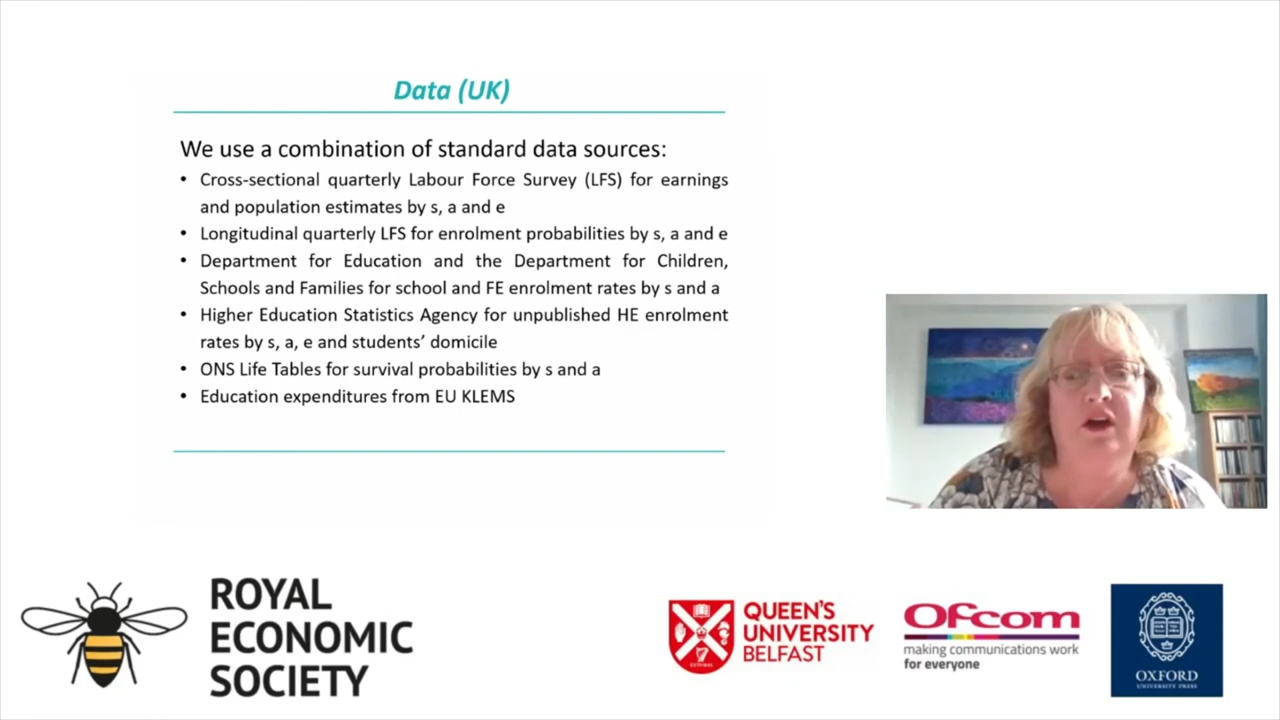 Data (UK)
We use a combination of standard data sources:
• Cross-sectional quarterly Labour Force Survey (LFS) for earnings
and population estimates by s, a and e
• Longitudinal quarterly LFS for enrolment probabilities by s, a and e
• Department for Education and the Department for Children,
Schools and Families for school and FE enrolment rates by s and a
• Higher Education Statistics Agency for unpublished HE enrolment
rates by s, a, e and students’ domicile
• ONS Life Tables for survival probabilities by s and a
• Education expenditures from EU KLEMS
ROYAL
ECONOMIC
SOCIETY
QUEEN'S
UNIVERSITY
BELFAST
Ofcom
making communications work
for everyone
OXFORD
UNIVERSITY PRESS